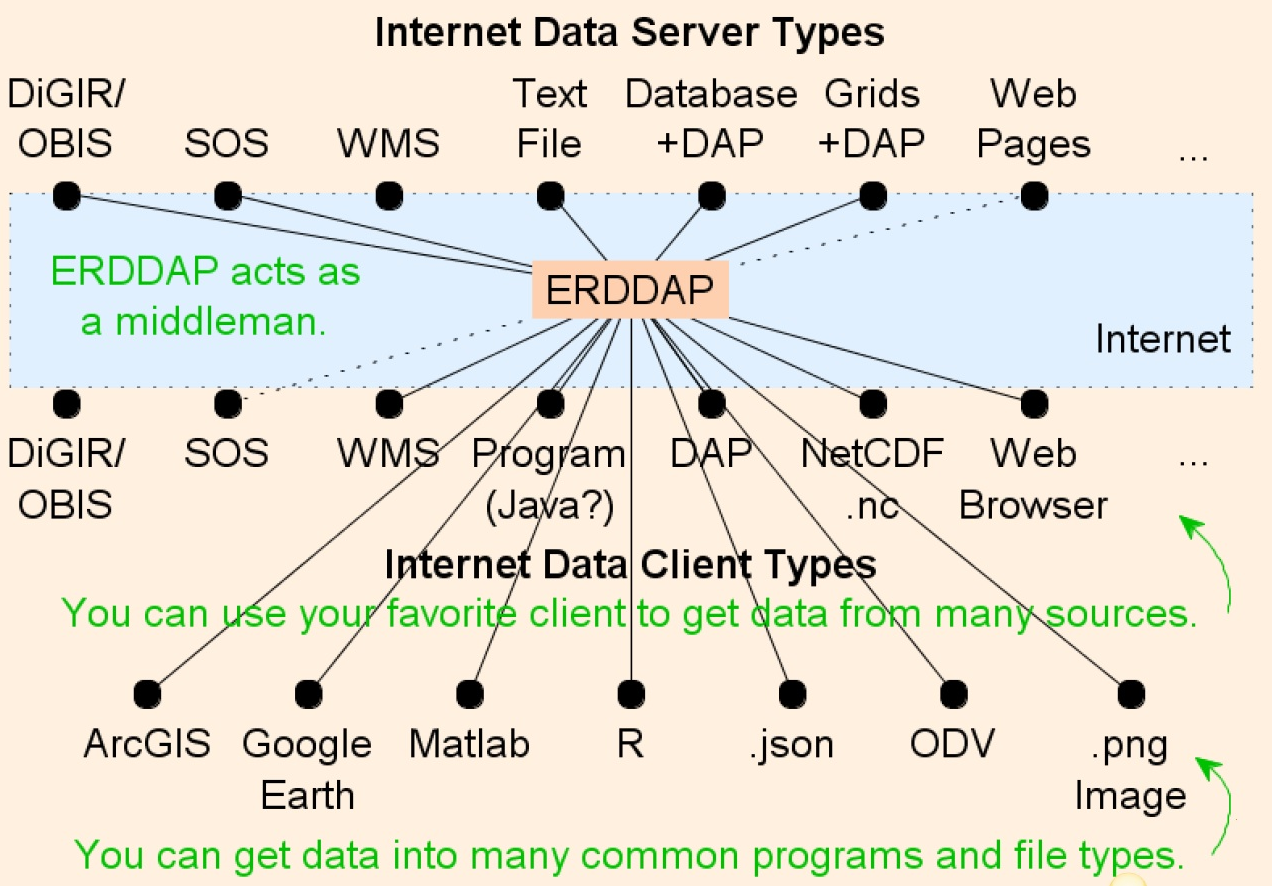 Internet Data Server Types
DiGIR/ Text Database Grids Web
OBIS SOS WMS File +DAP +DAP Pages ...
ERDDAP acts as
a middleman.
ERDDAP
Internet
DiGIR/ SOS WMS Program DAP NetCDF Web ...
OBIS (Java?) .nc Browser
Internet Data Client Types
You can use your favorite client to get data from many sources.
ArcGIS Google Matlab R .json ODV .png
Earth Image
You can get data into many common programs and file types.